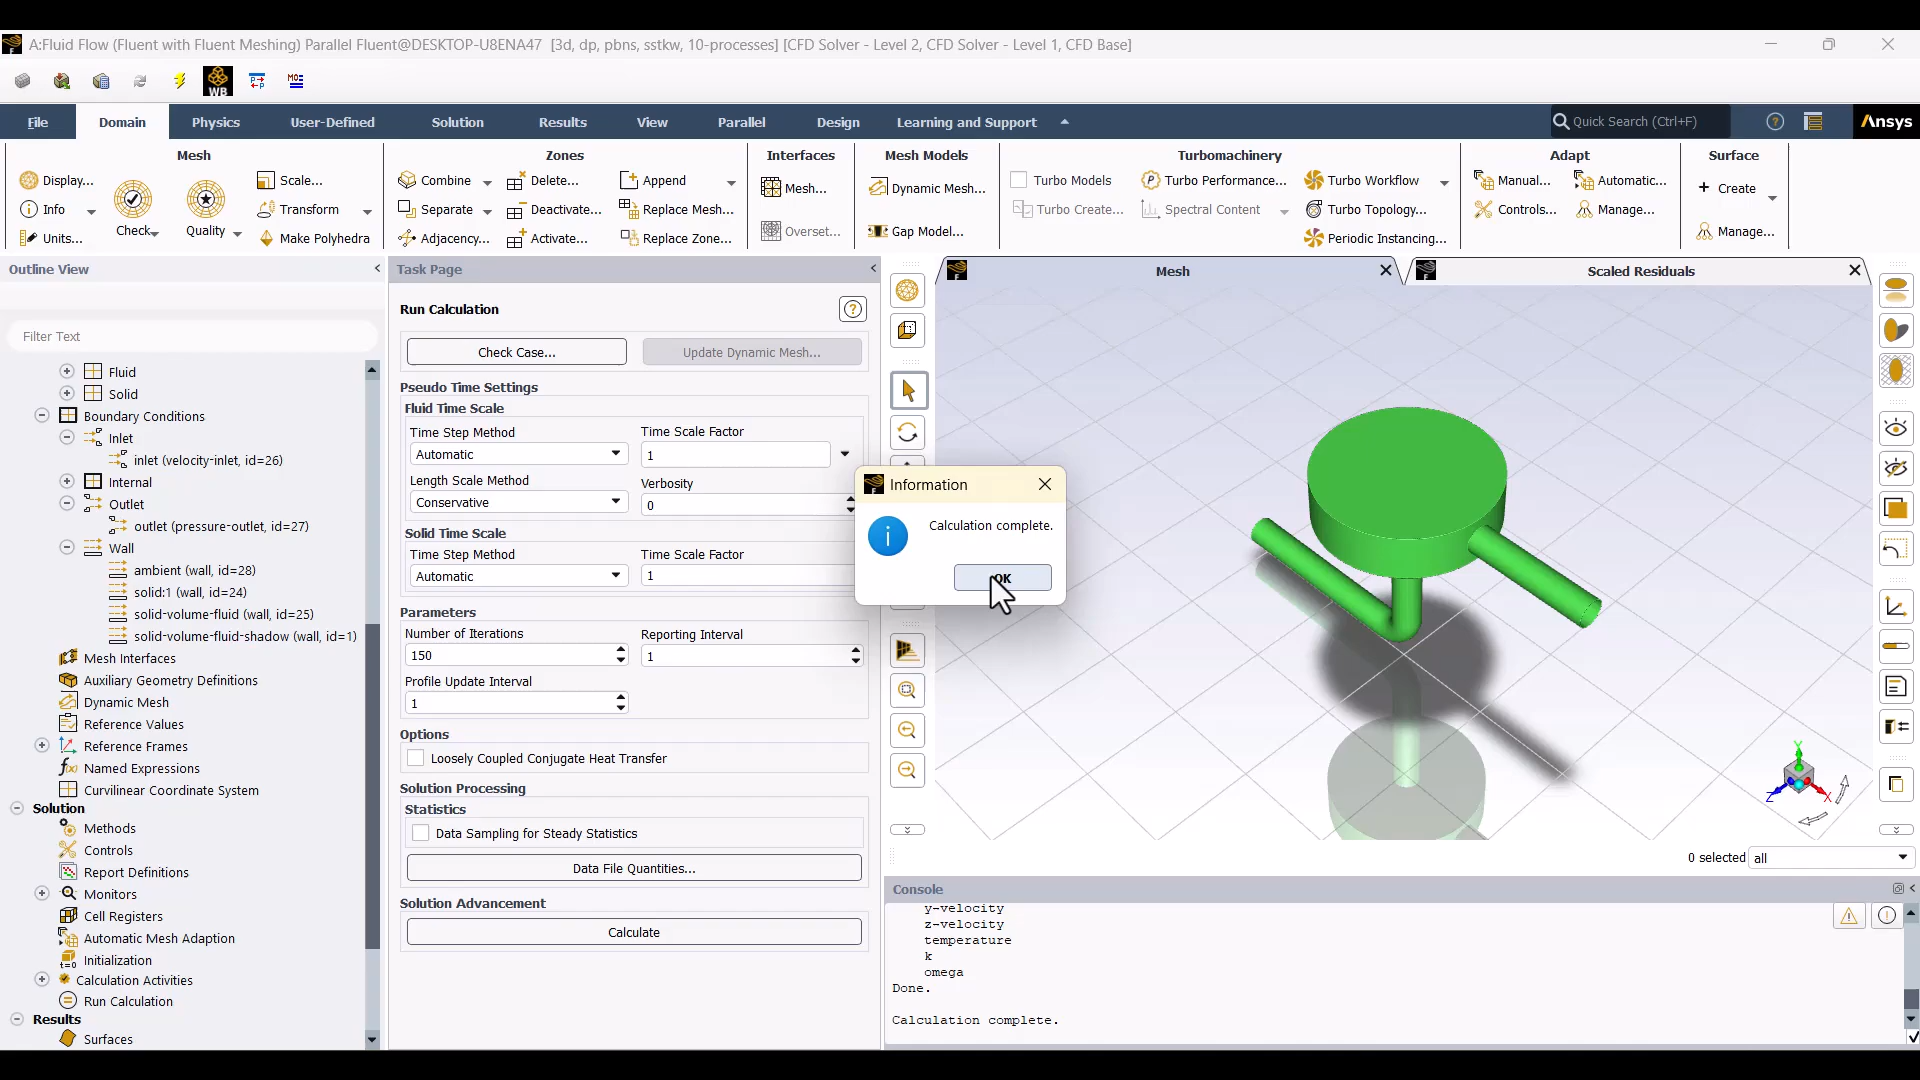 A:Fluid Flow (Fluent with Fluent Meshing) Parallel Fluent@DESKTOP-U8ENA47 [3d, dp, pbns, sstkw, 10-processes] [CFD Solver - Level 2, CFD Solver - Level 1, CFD Base]
WB
File Domain Physics User-Defined Solution Results View Parallel Design Learning and Support Quick Search (Ctrl+F) Ansys
Mesh Zones Interfaces Mesh Models Turbomachinery Adapt Surface
Display... Scale... Combine Delete... Append Mesh... Dynamic Mesh... Turbo Models Turbo Performance... Turbo Workflow Manual... Automatic... Create
Info Check Quality Transform Separate Deactivate... Replace Mesh... Turbo Create... Spectral Content Turbo Topology... Controls... Manage...
Units... Make Polyhedra Adjacency... Activate... Replace Zone... Overset... Gap Model... Periodic Instancing... Manage...
Outline View
Filter Text
Fluid
Solid
Boundary Conditions
Inlet
inlet (velocity-inlet, id=26)
Internal
Outlet
outlet (pressure-outlet, id=27)
Wall
ambient (wall, id=28)
solid:1 (wall, id=24)
solid-volume-fluid (wall, id=25)
solid-volume-fluid-shadow (wall, id=1)
Mesh Interfaces
Auxiliary Geometry Definitions
Dynamic Mesh
Reference Values
Reference Frames
Named Expressions
Curvilinear Coordinate System
Solution
Methods
Controls
Report Definitions
Monitors
Cell Registers
Automatic Mesh Adaption
Initialization
Calculation Activities
Run Calculation
Results
Surfaces
Task Page
Run Calculation
Check Case... Update Dynamic Mesh...
Pseudo Time Settings
Fluid Time Scale
Time Step Method Time Scale Factor
Automatic 1
Length Scale Method Verbosity
Conservative 0
Solid Time Scale
Time Step Method Time Scale Factor
Automatic 1
Parameters
Number of Iterations Reporting Interval
150 1
Profile Update Interval
1
Options
Loosely Coupled Conjugate Heat Transfer
Solution Processing
Statistics
Data Sampling for Steady Statistics
Data File Quantities...
Solution Advancement
Calculate
Mesh Scaled Residuals
Information
Calculation complete.
OK
Y
Z X
0 selected all
Console
y-velocity
z-velocity
temperature
k
omega
Done.
Calculation complete.